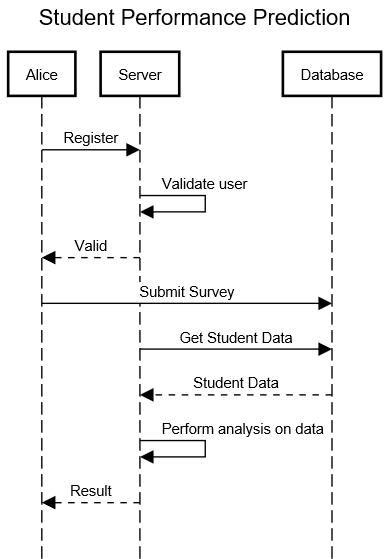 Student Performance Prediction
Alice
Server
Database
Register
Validate user
Valid
Submit Survey
Get Student Data
Student Data
Perform analysis on data
Result